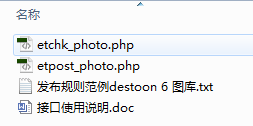 名称
etchk_photo.php
etpost_photo.php
发布规则范例destoon 6 图库.txt
接口使用说明.doc